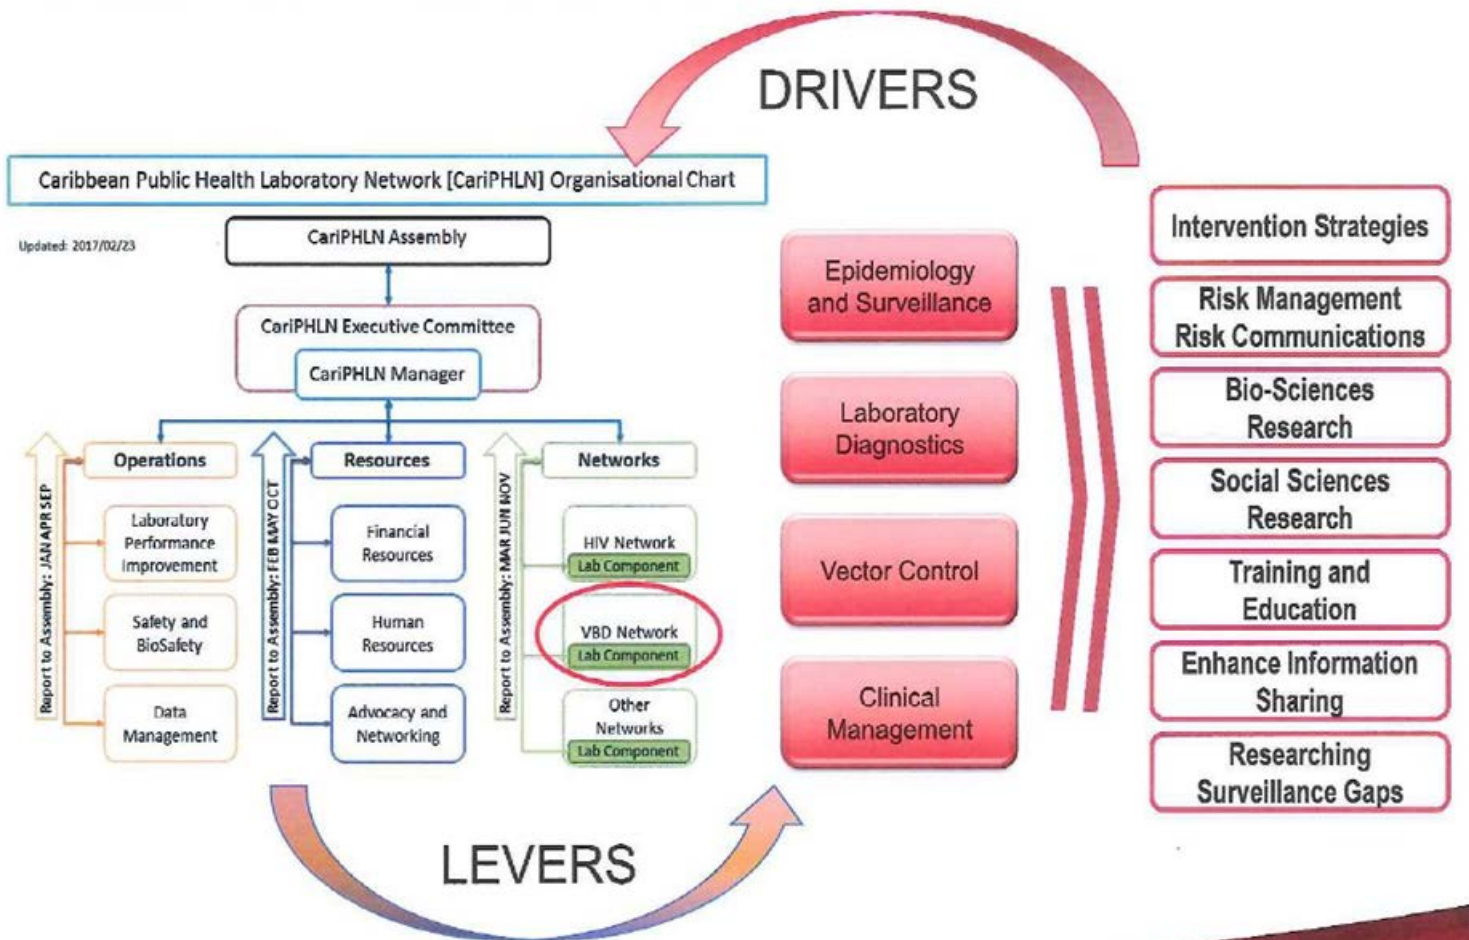 DRIVERS
Caribbean Public Health Laboratory Network [CariPHLN] Organisational Chart
Updated: 2017/02/23
CariPHLN Assembly
CariPHLN Executive Committee
CariPHLN Manager
Report to Assembly: JAN APR SEP
Operations
Laboratory
Performance
Improvement
Safety and
BioSafety
Data
Management
Report to Assembly: FEB MAY OCT
Resources
Financial
Resources
Human
Resources
Advocacy and
Networking
Report to Assembly: MAR JUN NOV
Networks
HIV Network
Lab Component
VBD Network
Lab Component
Other
Networks
Lab Component
LEVERS
Epidemiology
and Surveillance
Laboratory
Diagnostics
Vector Control
Clinical
Management
Intervention Strategies
Risk Management
Risk Communications
Bio-Sciences
Research
Social Sciences
Research
Training and
Education
Enhance Information
Sharing
Researching
Surveillance Gaps